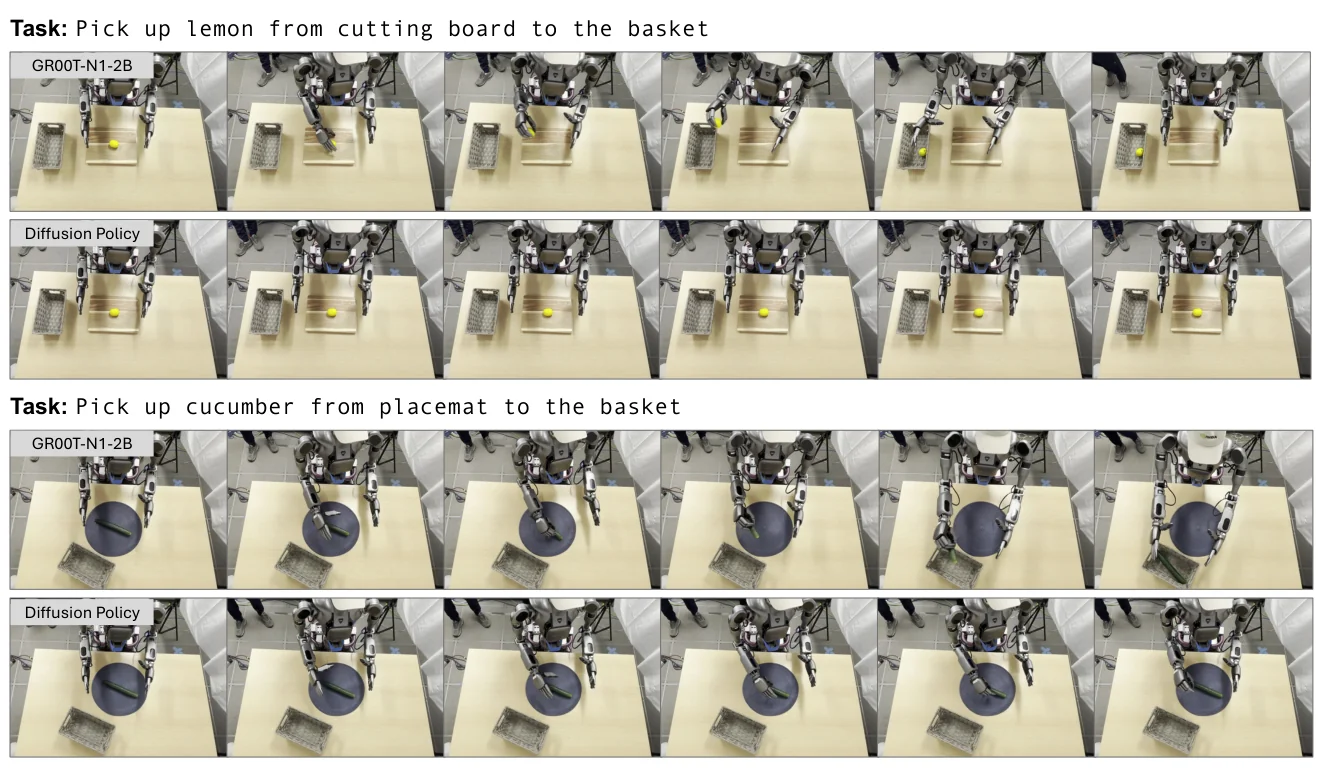 Task: Pick up lemon from cutting board to the basket
GR00T-N1-2B
Diffusion Policy
Task: Pick up cucumber from placemat to the basket
GR00T-N1-2B
Diffusion Policy